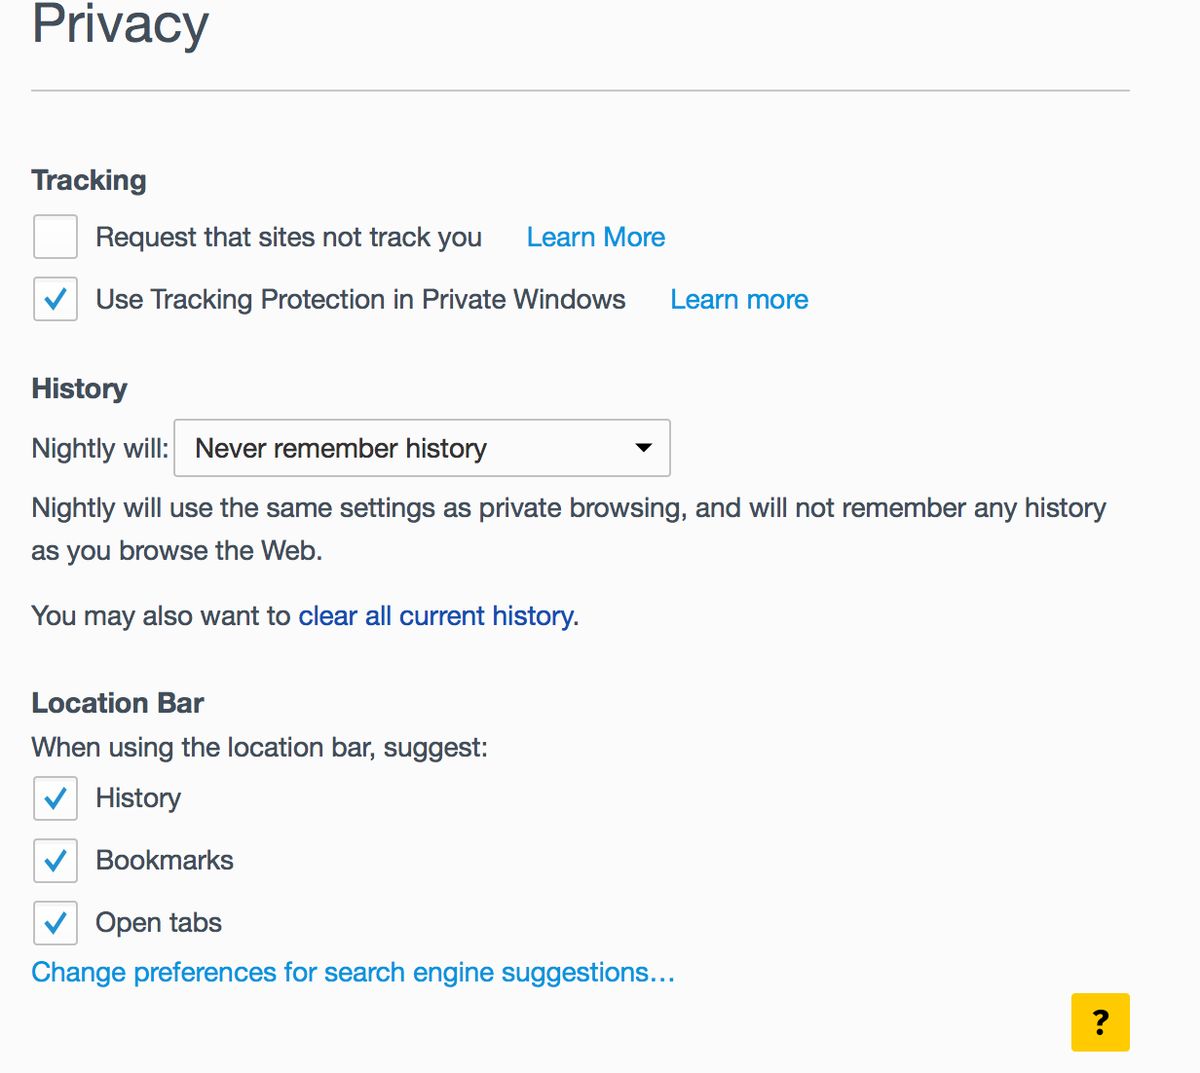 Privacy
Tracking
Request that sites not track you Learn More
Use Tracking Protection in Private Windows Learn more
History
Nightly will: Never remember history
Nightly will use the same settings as private browsing, and will not remember any history
as you browse the Web.
You may also want to clear all current history.
Location Bar
When using the location bar, suggest:
History
Bookmarks
Open tabs
Change preferences for search engine suggestions…
?